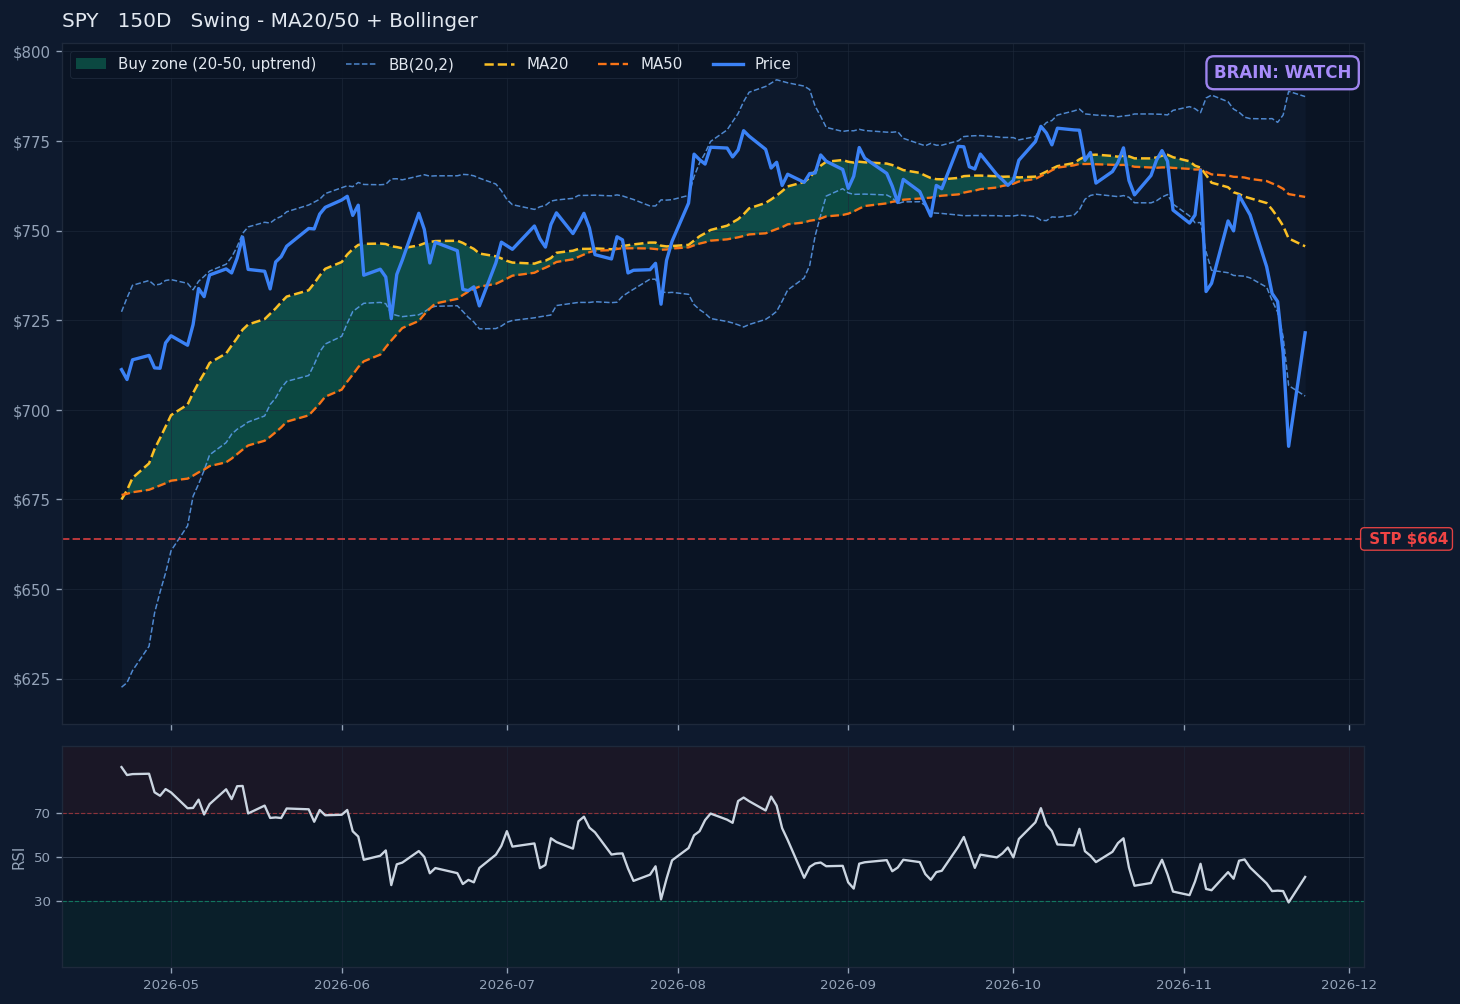 SPY   150D   Swing - MA20/50 + Bollinger
Buy zone (20-50, uptrend)   BB(20,2)   MA20   MA50   Price
BRAIN: WATCH
$800
$775
$750
$725
$700
$675
$650
$625
STP $664
RSI
70
50
30
2026-05   2026-06   2026-07   2026-08   2026-09   2026-10   2026-11   2026-12